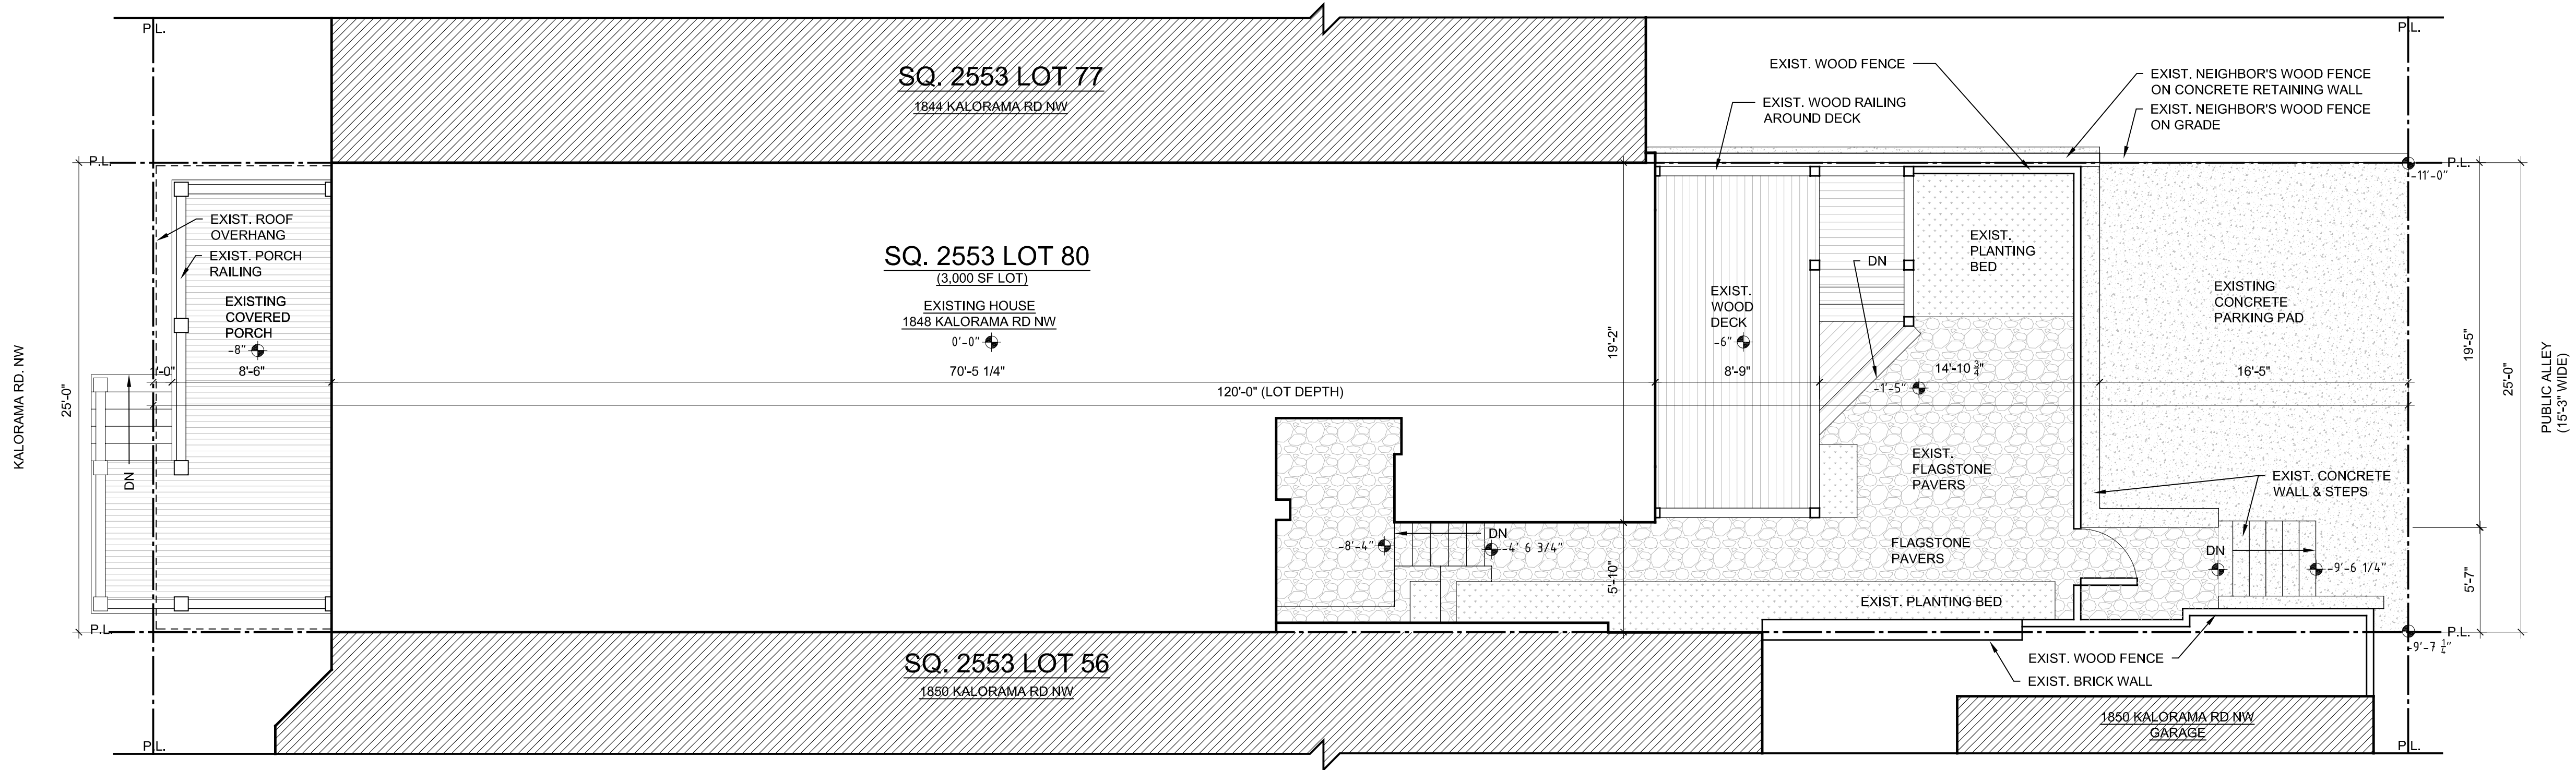 P.L.
P.L.
SQ. 2553 LOT 77
1844 KALORAMA RD NW
EXIST. WOOD FENCE
EXIST. WOOD RAILING
AROUND DECK
EXIST. NEIGHBOR'S WOOD FENCE
ON CONCRETE RETAINING WALL
EXIST. NEIGHBOR'S WOOD FENCE
ON GRADE
P.L.
P.L.
-11'-0"
KALORAMA RD. NW
25'-0"
EXIST. ROOF
OVERHANG
EXIST. PORCH
RAILING
EXISTING
COVERED
PORCH
-8"
1'-0"
8'-6"
DN
SQ. 2553 LOT 80
(3,000 SF LOT)
EXISTING HOUSE
1848 KALORAMA RD NW
0'-0"
70'-5 1/4"
120'-0" (LOT DEPTH)
19'-2"
EXIST.
WOOD
DECK
-6"
8'-9"
DN
EXIST.
PLANTING
BED
14'-10 3/4"
-1'-5"
EXISTING
CONCRETE
PARKING PAD
16'-5"
19'-5"
25'-0"
PUBLIC ALLEY
(15'-3" WIDE)
EXIST.
FLAGSTONE
PAVERS
EXIST. CONCRETE
WALL & STEPS
-8'-4"
DN
-4' 6 3/4"
FLAGSTONE
PAVERS
DN
-9'-6 1/4"
5'-10"
5'-7"
EXIST. PLANTING BED
P.L.
P.L.
-9'-7 1/4"
SQ. 2553 LOT 56
1850 KALORAMA RD NW
EXIST. WOOD FENCE
EXIST. BRICK WALL
1850 KALORAMA RD NW
GARAGE
P.L.
P.L.